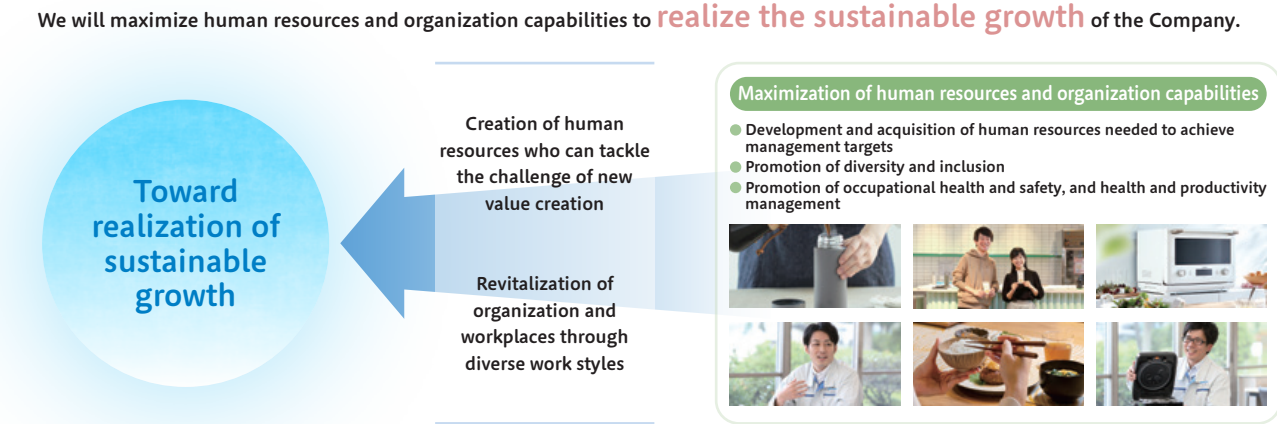 We will maximize human resources and organization capabilities to realize the sustainable growth of the Company.
Toward
realization of
sustainable
growth
Creation of human
resources who can tackle
the challenge of new
value creation
Revitalization of
organization and
workplaces through
diverse work styles
Maximization of human resources and organization capabilities
● Development and acquisition of human resources needed to achieve
management targets
● Promotion of diversity and inclusion
● Promotion of occupational health and safety, and health and productivity
management